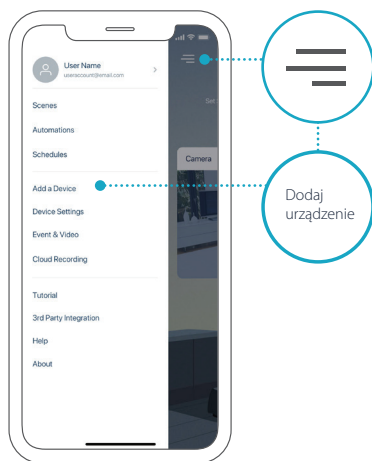 User Name
useraccount@email.com
Scenes
Automations
Schedules
Add a Device
Device Settings
Event & Video
Cloud Recording
Tutorial
3rd Party Integration
Help
About
Set
Camera
Dodaj
urządzenie